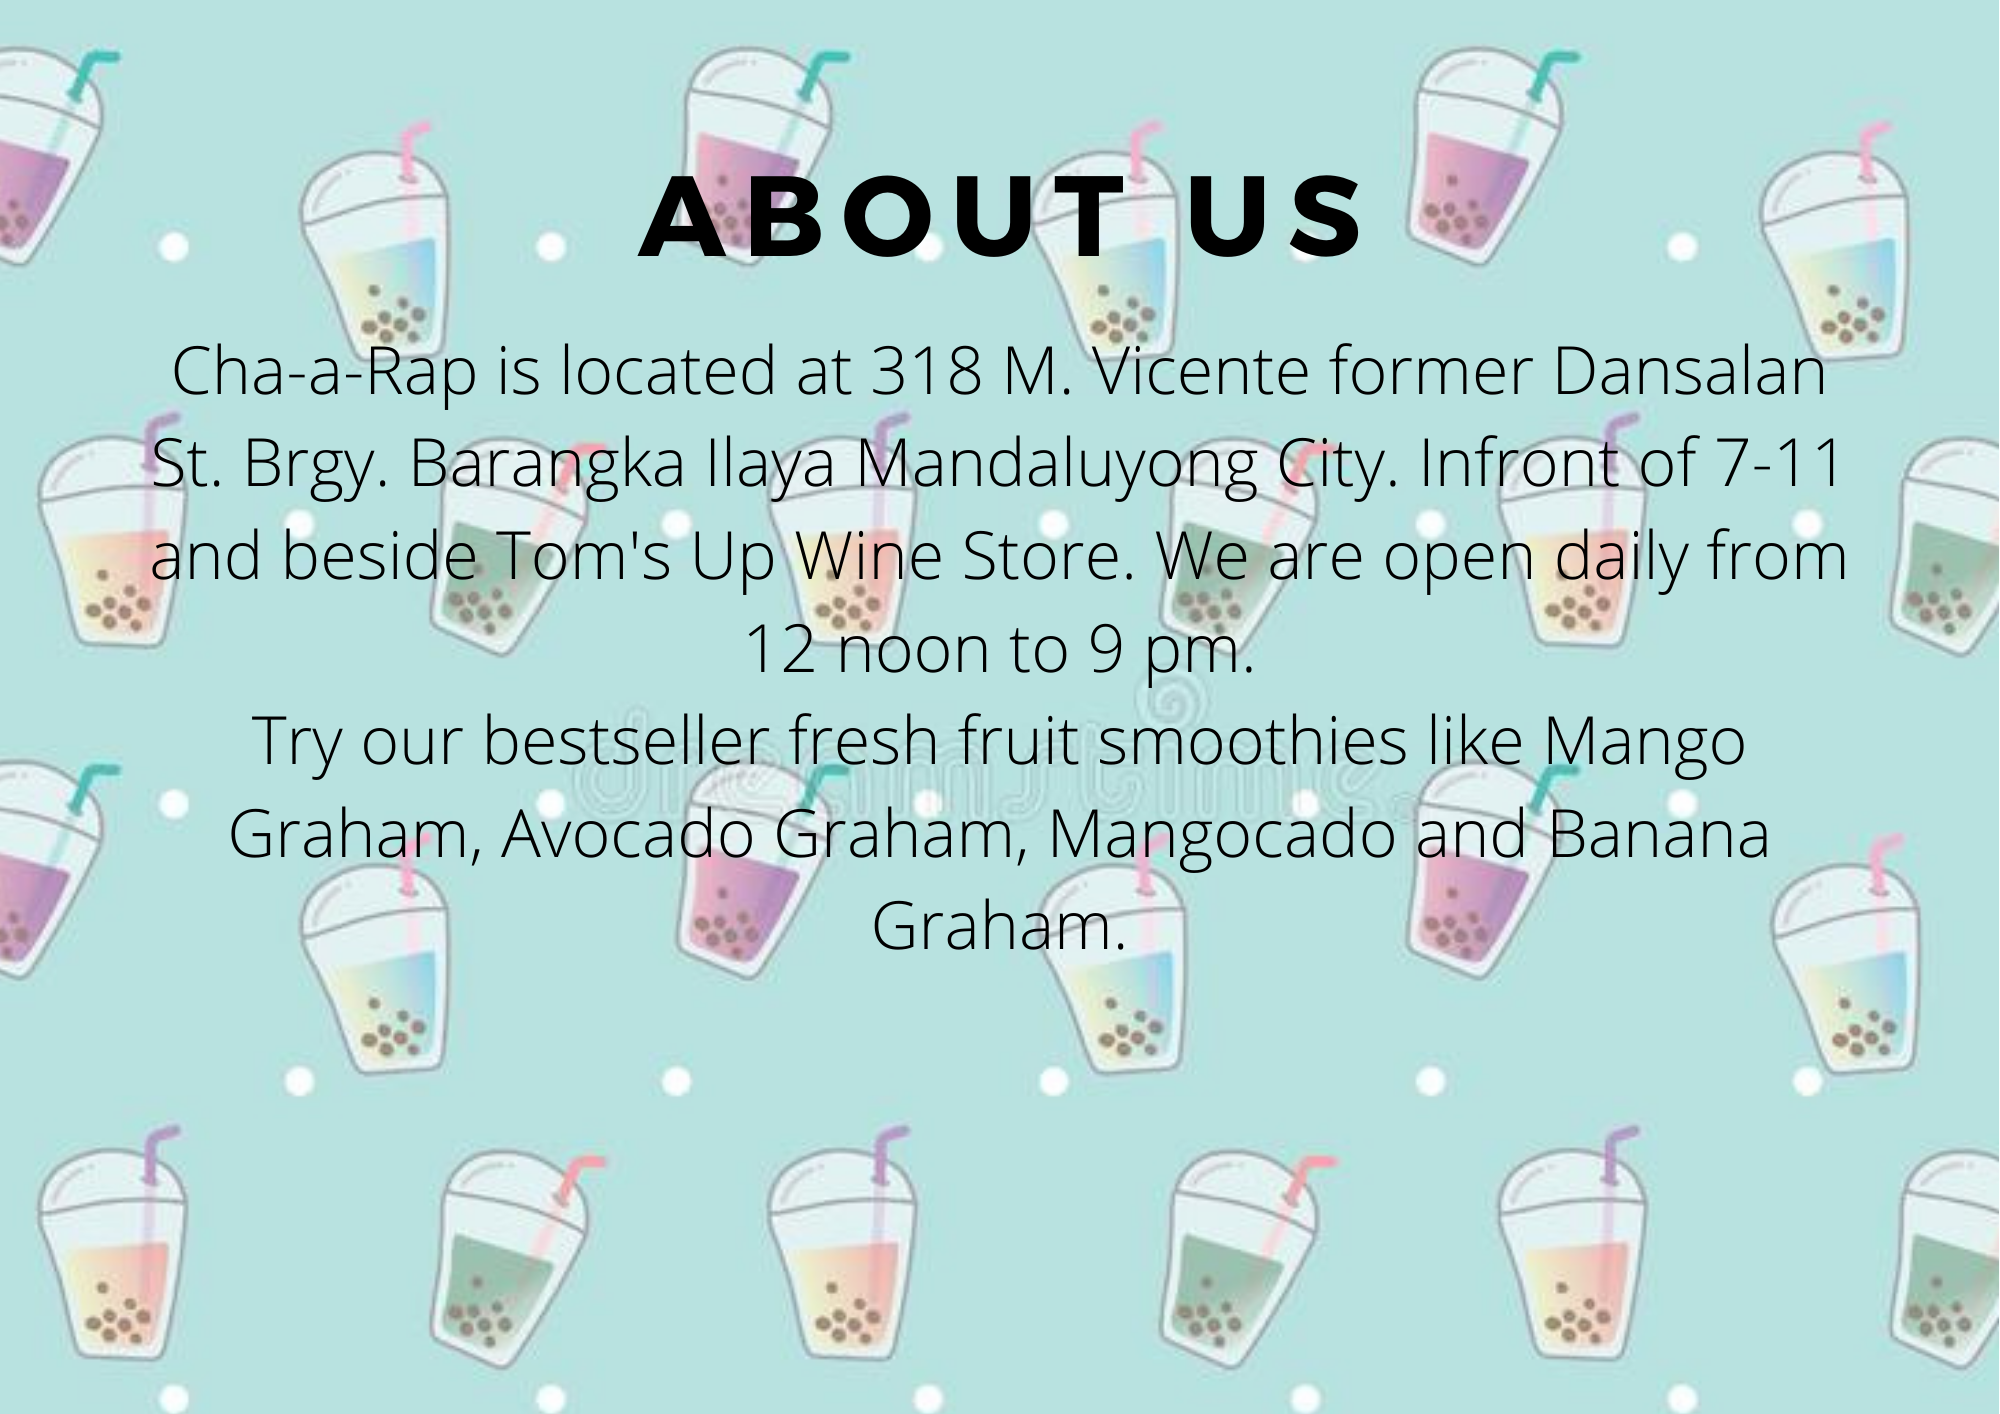 ABOUT US
Cha-a-Rap is located at 318 M. Vicente former Dansalan
St. Brgy. Barangka Ilaya Mandaluyong City. Infront of 7-11
and beside Tom's Up Wine Store. We are open daily from
12 noon to 9 pm.
Try our bestseller fresh fruit smoothies like Mango
dreamstime.
Graham, Avocado Graham, Mangocado and Banana
Graham.